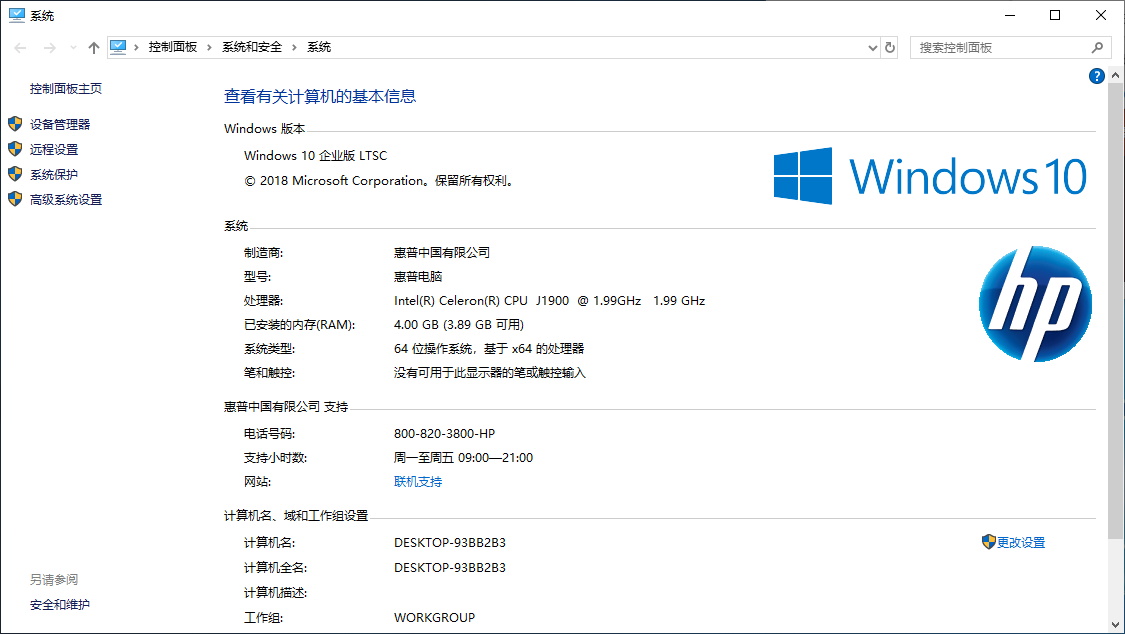 系统
控制面板 › 系统和安全 › 系统
搜索控制面板
控制面板主页
设备管理器
远程设置
系统保护
高级系统设置
另请参阅
安全和维护
?
查看有关计算机的基本信息
Windows 版本
Windows 10 企业版 LTSC
© 2018 Microsoft Corporation。保留所有权利。
Windows 10
系统
制造商: 惠普中国有限公司
型号: 惠普电脑
处理器: Intel(R) Celeron(R) CPU J1900 @ 1.99GHz 1.99 GHz
已安装的内存(RAM): 4.00 GB (3.89 GB 可用)
系统类型: 64 位操作系统，基于 x64 的处理器
笔和触控: 没有可用于此显示器的笔或触控输入
hp
惠普中国有限公司 支持
电话号码: 800-820-3800-HP
支持小时数: 周一至周五 09:00—21:00
网站: 联机支持
计算机名、域和工作组设置
计算机名: DESKTOP-93BB2B3
更改设置
计算机全名: DESKTOP-93BB2B3
计算机描述:
工作组: WORKGROUP